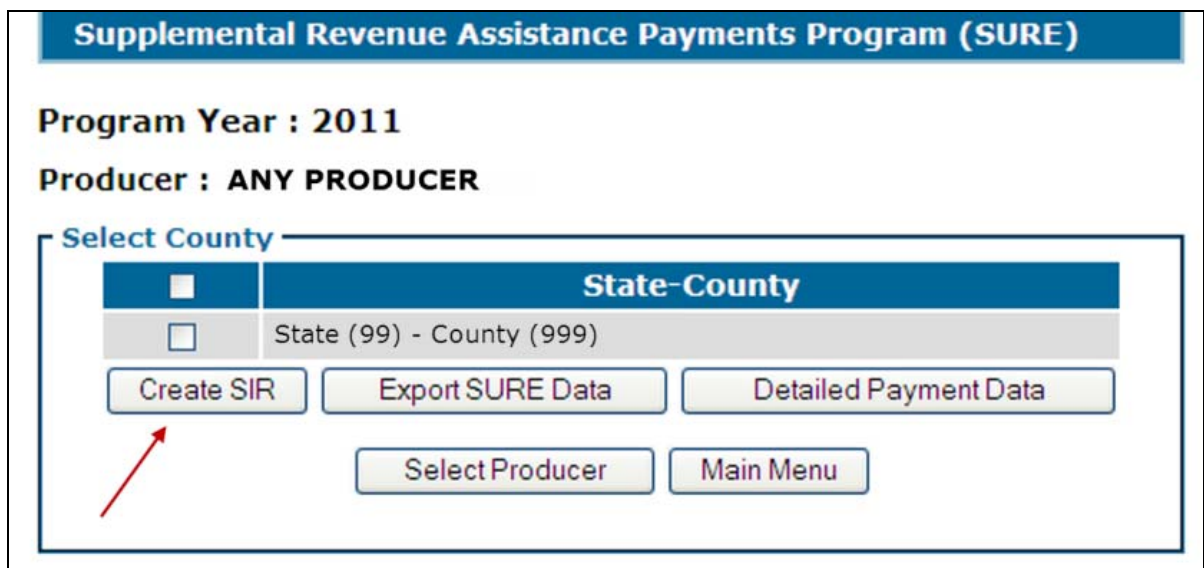 Supplemental Revenue Assistance Payments Program (SURE)
Program Year : 2011
Producer : ANY PRODUCER
Select County
State-County
State (99) - County (999)
Create SIR Export SURE Data Detailed Payment Data
Select Producer Main Menu